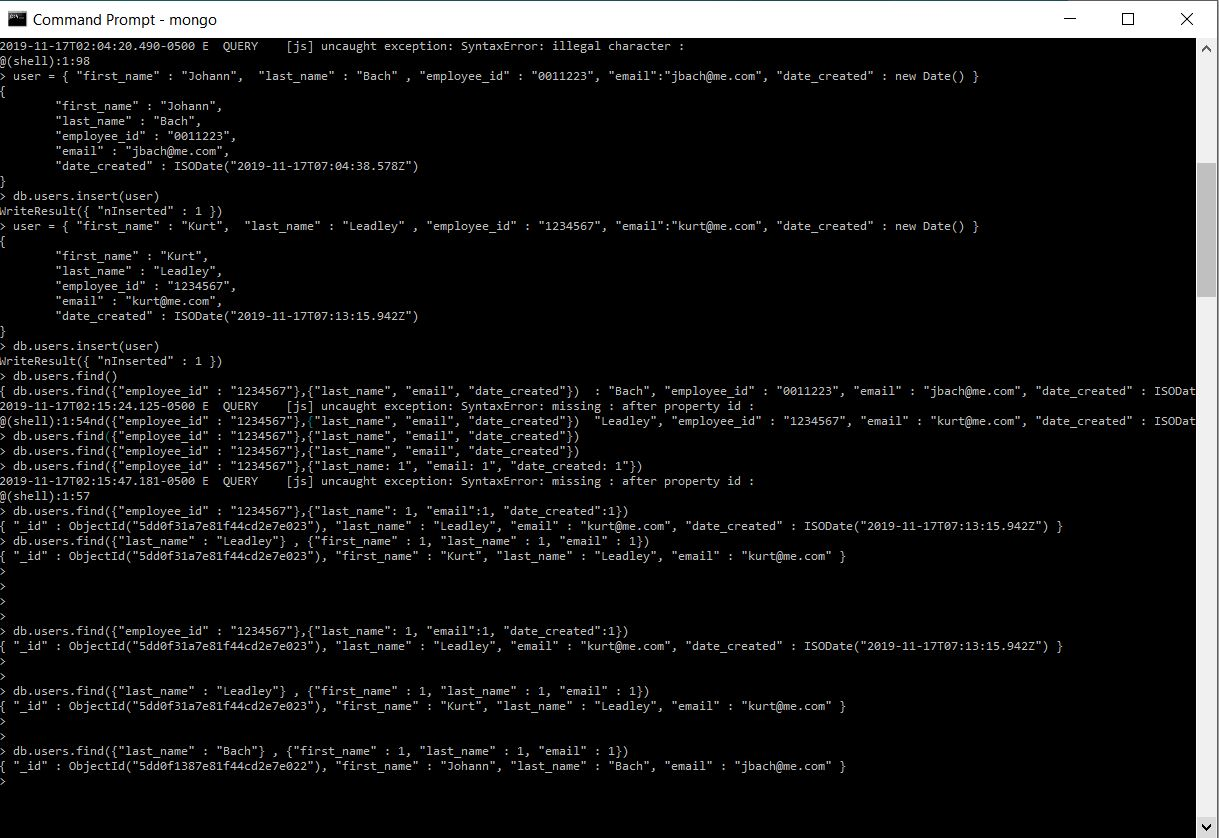 Command Prompt - mongo
2019-11-17T02:04:20.490-0500 E  QUERY    [js] uncaught exception: SyntaxError: illegal character :
@(shell):1:98
> user = { "first_name" : "Johann",  "last_name" : "Bach" , "employee_id" : "0011223", "email":"jbach@me.com", "date_created" : new Date() }
{
        "first_name" : "Johann",
        "last_name" : "Bach",
        "employee_id" : "0011223",
        "email" : "jbach@me.com",
        "date_created" : ISODate("2019-11-17T07:04:38.578Z")
}
> db.users.insert(user)
WriteResult({ "nInserted" : 1 })
> user = { "first_name" : "Kurt",  "last_name" : "Leadley" , "employee_id" : "1234567", "email":"kurt@me.com", "date_created" : new Date() }
{
        "first_name" : "Kurt",
        "last_name" : "Leadley",
        "employee_id" : "1234567",
        "email" : "kurt@me.com",
        "date_created" : ISODate("2019-11-17T07:13:15.942Z")
}
> db.users.insert(user)
WriteResult({ "nInserted" : 1 })
> db.users.find()
{ db.users.find({"employee_id" : "1234567"},{"last_name", "email", "date_created"})  : "Bach", "employee_id" : "0011223", "email" : "jbach@me.com", "date_created" : ISODat
2019-11-17T02:15:24.125-0500 E  QUERY    [js] uncaught exception: SyntaxError: missing : after property id :
@(shell):1:54nd({"employee_id" : "1234567"},{"last_name", "email", "date_created"})  "Leadley", "employee_id" : "1234567", "email" : "kurt@me.com", "date_created" : ISODat
> db.users.find({"employee_id" : "1234567"},{"last_name", "email", "date_created"})
> db.users.find({"employee_id" : "1234567"},{"last_name", "email", "date_created"})
> db.users.find({"employee_id" : "1234567"},{"last_name: 1", "email: 1", "date_created: 1"})
2019-11-17T02:15:47.181-0500 E  QUERY    [js] uncaught exception: SyntaxError: missing : after property id :
@(shell):1:57
> db.users.find({"employee_id" : "1234567"},{"last_name": 1, "email":1, "date_created":1})
{ "_id" : ObjectId("5dd0f31a7e81f44cd2e7e023"), "last_name" : "Leadley", "email" : "kurt@me.com", "date_created" : ISODate("2019-11-17T07:13:15.942Z") }
> db.users.find({"last_name" : "Leadley"} , {"first_name" : 1, "last_name" : 1, "email" : 1})
{ "_id" : ObjectId("5dd0f31a7e81f44cd2e7e023"), "first_name" : "Kurt", "last_name" : "Leadley", "email" : "kurt@me.com" }
>
>
>
>
> db.users.find({"employee_id" : "1234567"},{"last_name": 1, "email":1, "date_created":1})
{ "_id" : ObjectId("5dd0f31a7e81f44cd2e7e023"), "last_name" : "Leadley", "email" : "kurt@me.com", "date_created" : ISODate("2019-11-17T07:13:15.942Z") }
>
>
> db.users.find({"last_name" : "Leadley"} , {"first_name" : 1, "last_name" : 1, "email" : 1})
{ "_id" : ObjectId("5dd0f31a7e81f44cd2e7e023"), "first_name" : "Kurt", "last_name" : "Leadley", "email" : "kurt@me.com" }
>
>
> db.users.find({"last_name" : "Bach"} , {"first_name" : 1, "last_name" : 1, "email" : 1})
{ "_id" : ObjectId("5dd0f1387e81f44cd2e7e022"), "first_name" : "Johann", "last_name" : "Bach", "email" : "jbach@me.com" }
>